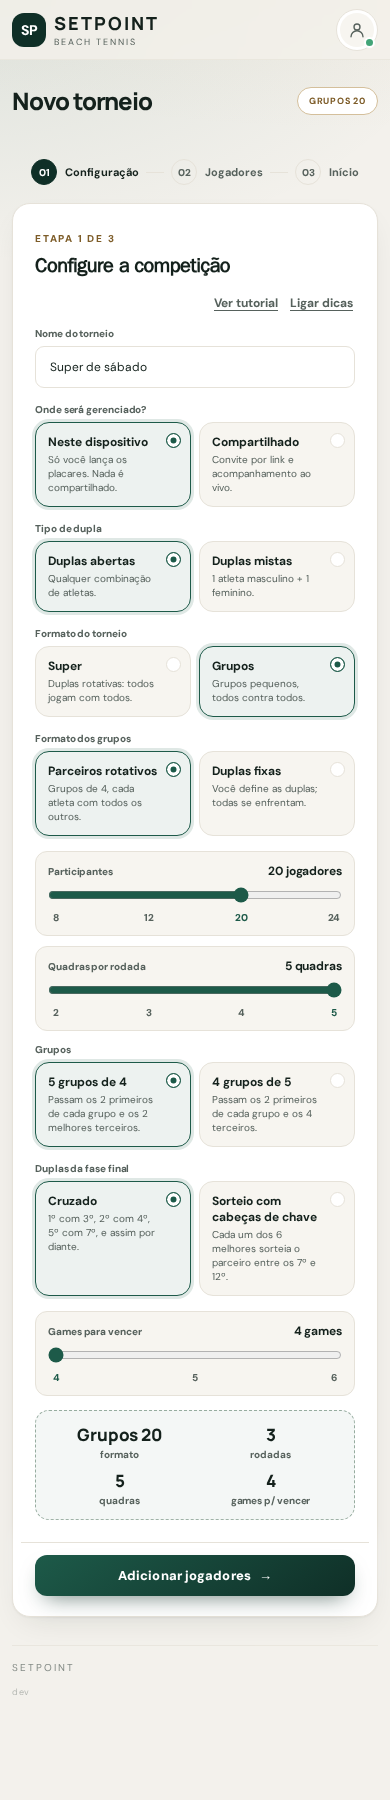 SP SETPOINT
BEACH TENNIS
Novo torneio
GRUPOS 20
01 Configuração 02 Jogadores 03 Início
ETAPA 1 DE 3
Configure a competição
Ver tutorial Ligar dicas
Nome do torneio
Super de sábado
Onde será gerenciado?
Neste dispositivo
Só você lança os
placares. Nada é
compartilhado.
Compartilhado
Convite por link e
acompanhamento ao
vivo.
Tipo de dupla
Duplas abertas
Qualquer combinação
de atletas.
Duplas mistas
1 atleta masculino + 1
feminino.
Formato do torneio
Super
Duplas rotativas: todos
jogam com todos.
Grupos
Grupos pequenos,
todos contra todos.
Formato dos grupos
Parceiros rotativos
Grupos de 4, cada
atleta com todos os
outros.
Duplas fixas
Você define as duplas;
todas se enfrentam.
Participantes 20 jogadores
8 12 20 24
Quadras por rodada 5 quadras
2 3 4 5
Grupos
5 grupos de 4
Passam os 2 primeiros
de cada grupo e os 2
melhores terceiros.
4 grupos de 5
Passam os 2 primeiros
de cada grupo e os 4
terceiros.
Duplas da fase final
Cruzado
1º com 3º, 2º com 4º,
5º com 7º, e assim por
diante.
Sorteio com
cabeças de chave
Cada um dos 6
melhores sorteia o
parceiro entre os 7º e
12º.
Games para vencer 4 games
4 5 6
Grupos 20
formato
3
rodadas
5
quadras
4
games p/ vencer
Adicionar jogadores →
SETPOINT
dev